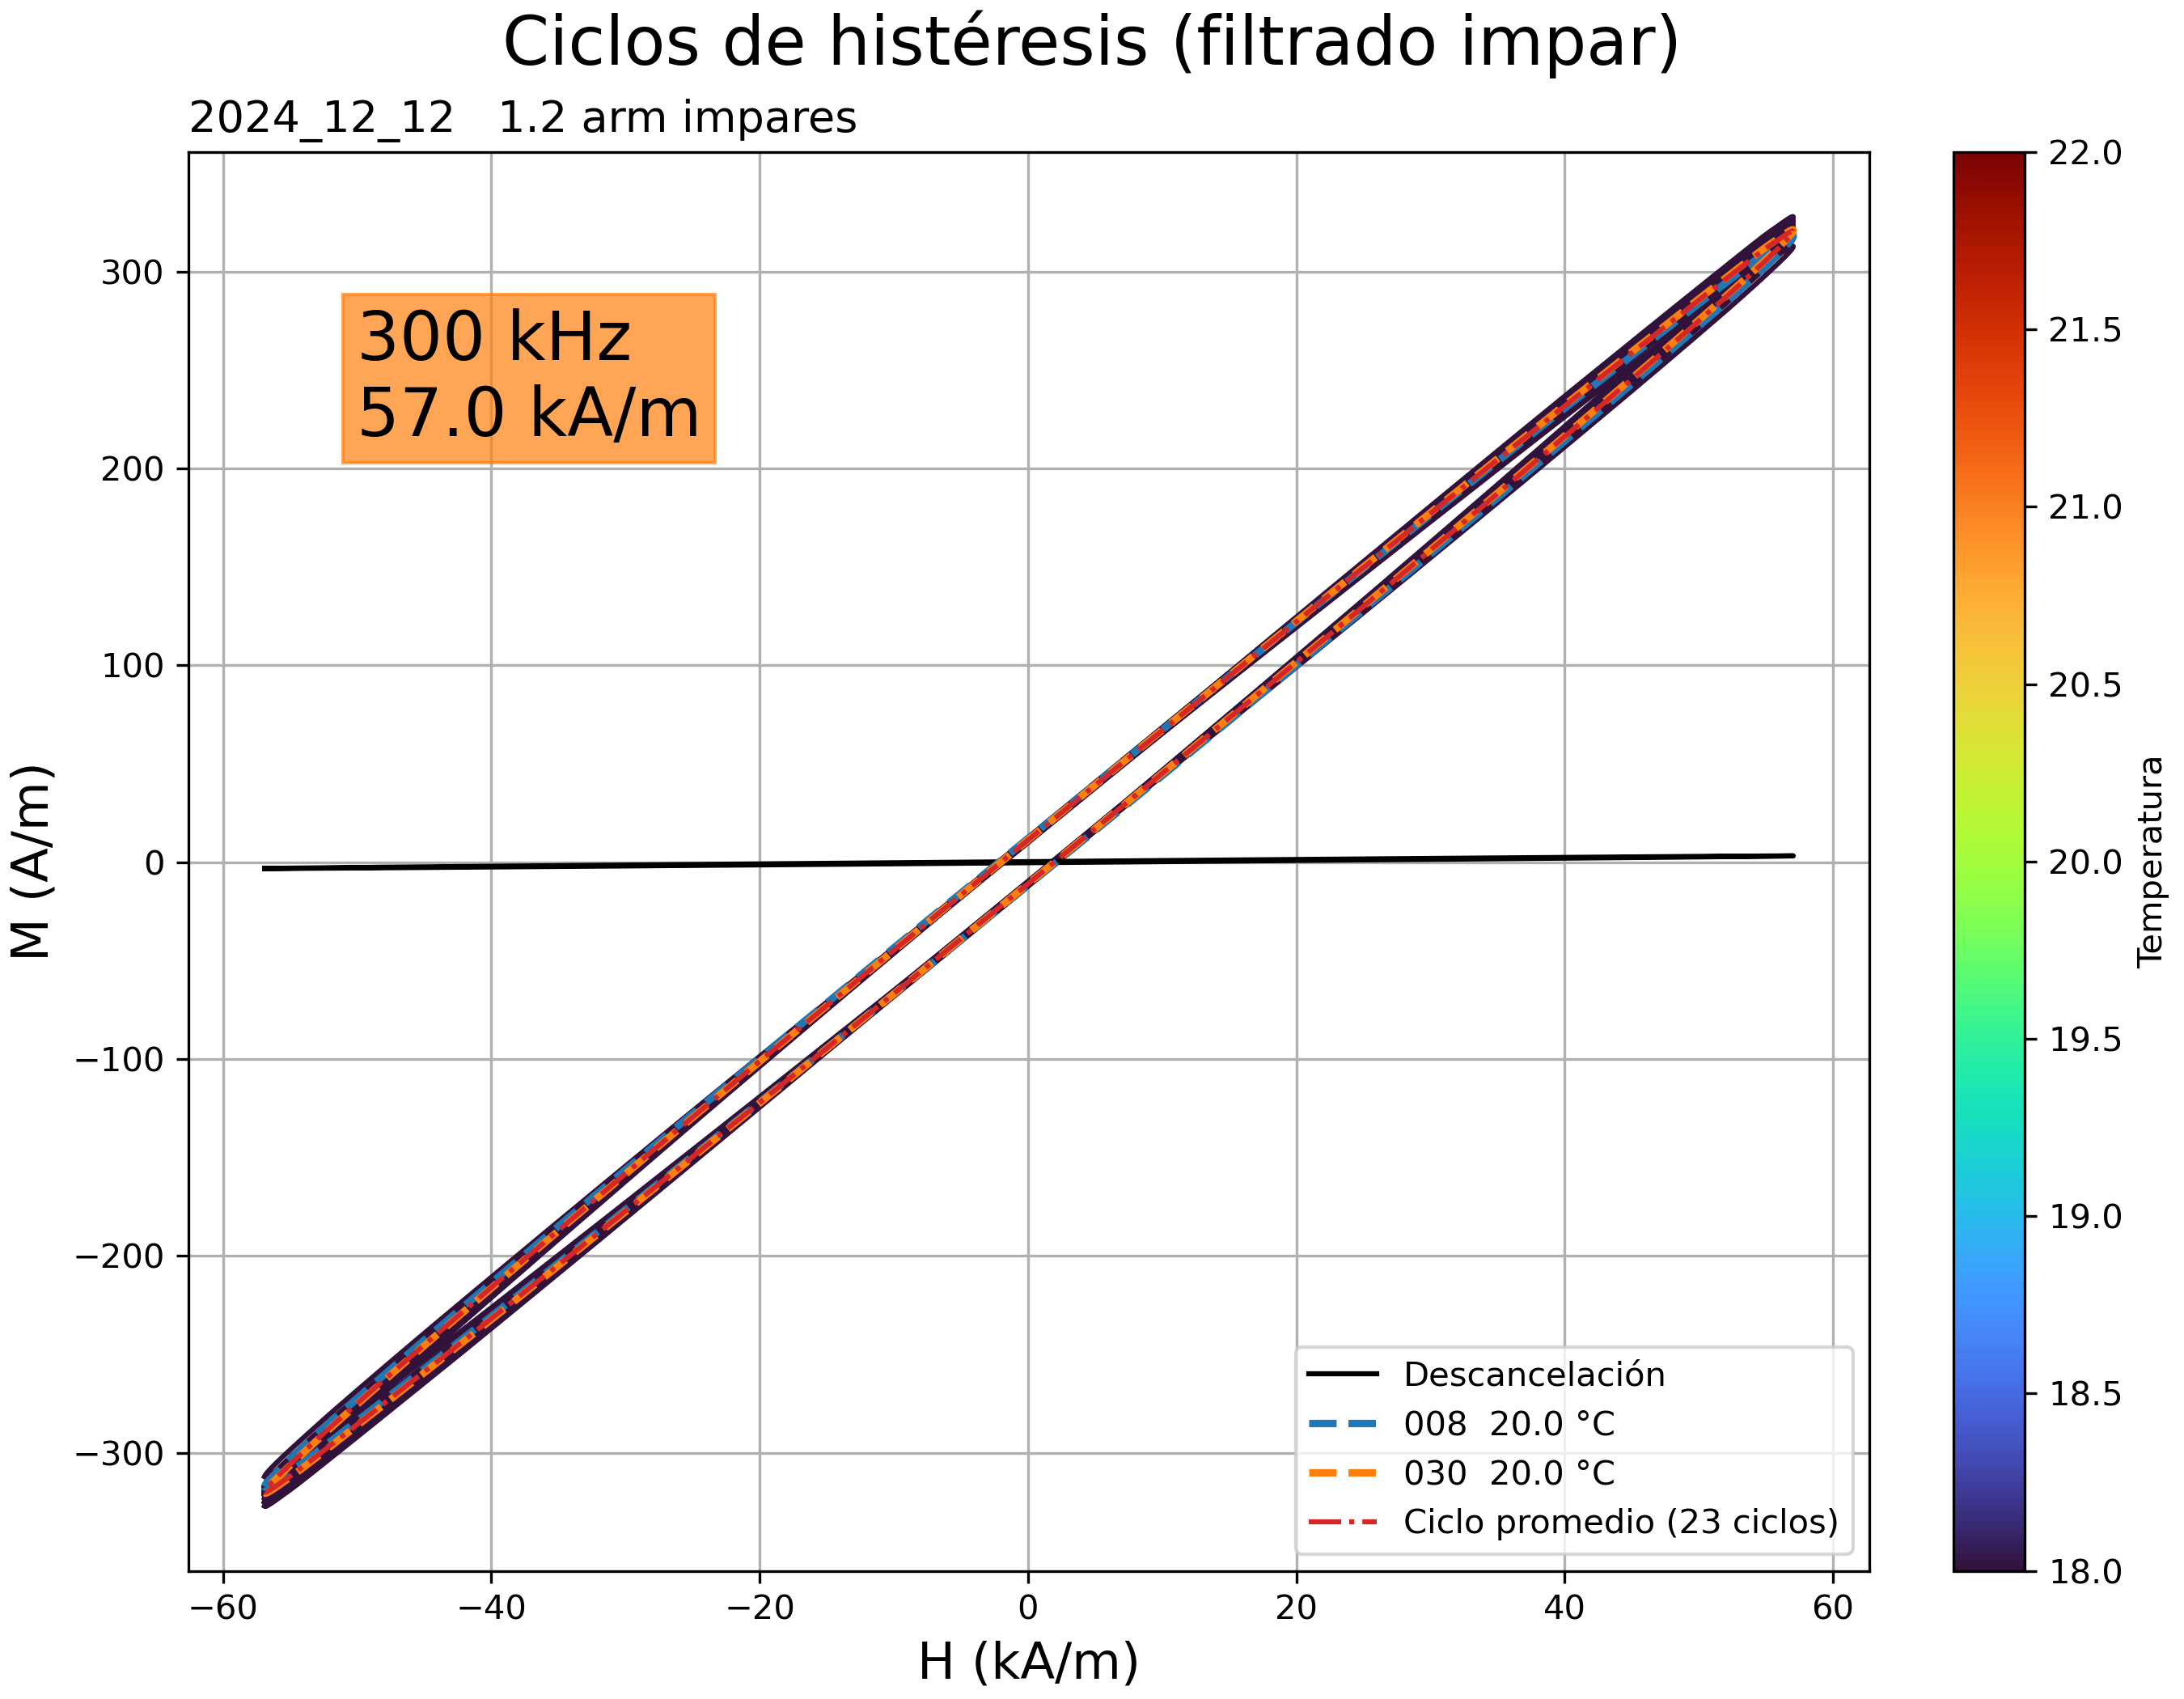 Ciclos de histéresis (filtrado impar)
2024_12_12   1.2 arm impares
300 kHz
57.0 kA/m
M (A/m)
300
200
100
0
−100
−200
−300
−60
−40
−20
0
20
40
60
H (kA/m)
Descancelación
008  20.0 °C
030  20.0 °C
Ciclo promedio (23 ciclos)
22.0
21.5
21.0
20.5
20.0
19.5
19.0
18.5
18.0
Temperatura